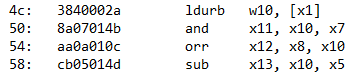 4c: 3840002a ldurb w10, [x1]
50: 8a07014b and x11, x10, x7
54: aa0a010c orr x12, x8, x10
58: cb05014d sub x13, x10, x5